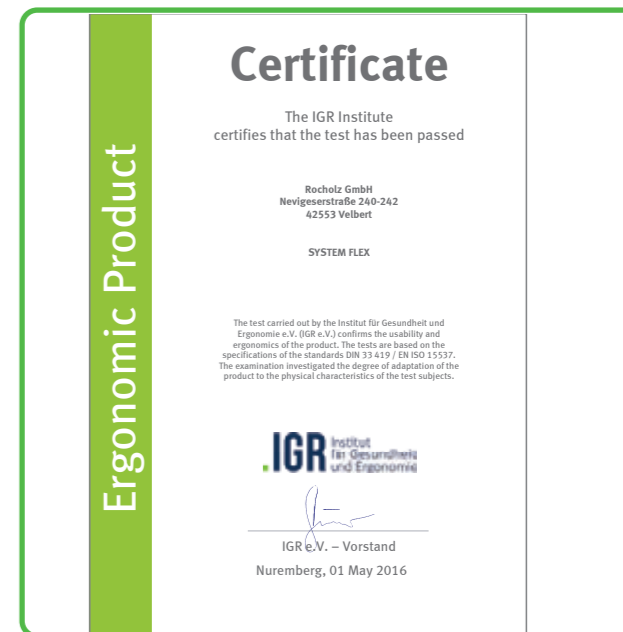 Ergonomic Product
Certificate
The IGR Institute
certifies that the test has been passed
Rocholz GmbH
Nevigeserstraße 240-242
42553 Velbert
SYSTEM FLEX
The test carried out by the Institut für Gesundheit und
Ergonomie e.V. (IGR e.V.) confirms the usability and
ergonomics of the product. The tests are based on the
specifications of the standards DIN 33 419 / EN ISO 15537.
The examination investigated the degree of adaptation of the
product to the physical characteristics of the test subjects.
.IGR Institut
für Gesundheit
und Ergonomie
IGR e.V. – Vorstand
Nuremberg, 01 May 2016